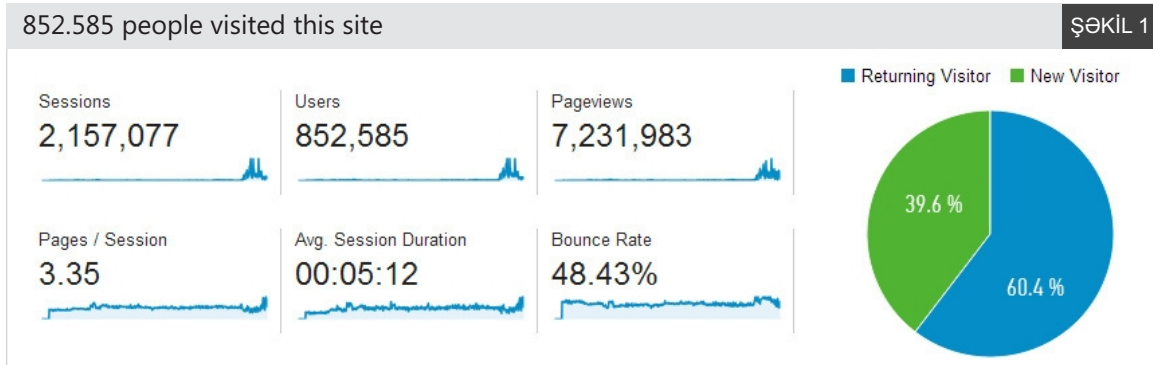 852.585 people visited this site
ŞƏKİL 1
Returning Visitor New Visitor
Sessions
2,157,077
Users
852,585
Pageviews
7,231,983
Pages / Session
3.35
Avg. Session Duration
00:05:12
Bounce Rate
48.43%
39.6 %
60.4 %